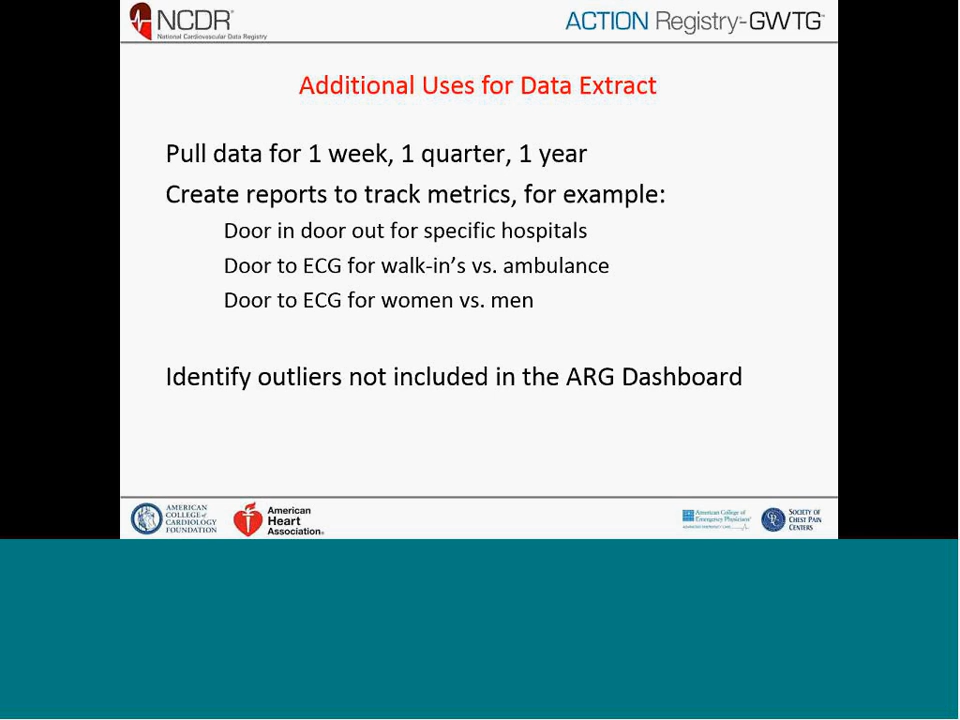 NCDR®
National Cardiovascular Data Registry
ACTION Registry-GWTG™
Additional Uses for Data Extract
Pull data for 1 week, 1 quarter, 1 year
Create reports to track metrics, for example:
Door in door out for specific hospitals
Door to ECG for walk-in’s vs. ambulance
Door to ECG for women vs. men
Identify outliers not included in the ARG Dashboard
AMERICAN
COLLEGE of
CARDIOLOGY
FOUNDATION
American
Heart
Association®
American College of
Emergency Physicians®
SOCIETY OF
CHEST PAIN
CENTERS